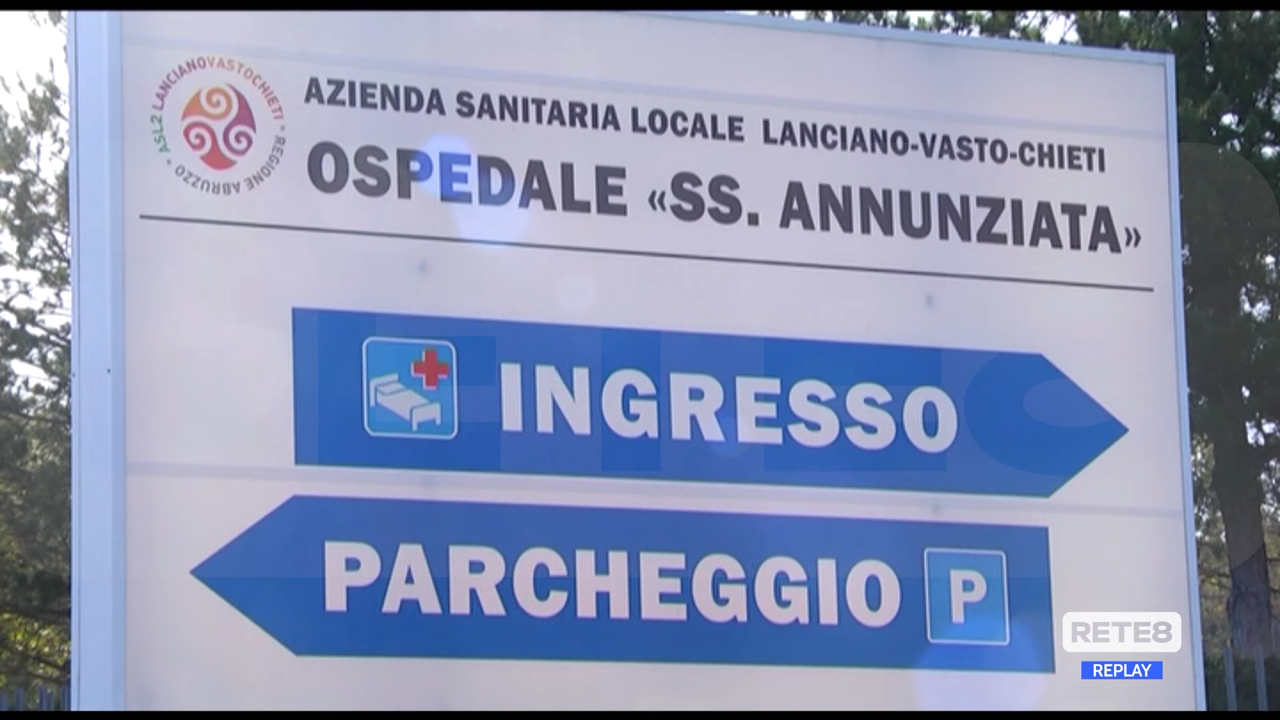 ASL2 LANCIANOVASTOCHIETI * REGIONE ABRUZZO *
AZIENDA SANITARIA LOCALE LANCIANO-VASTO-CHIETI
OSPEDALE «SS. ANNUNZIATA»
INGRESSO
PARCHEGGIO P
RETE8
REPLAY